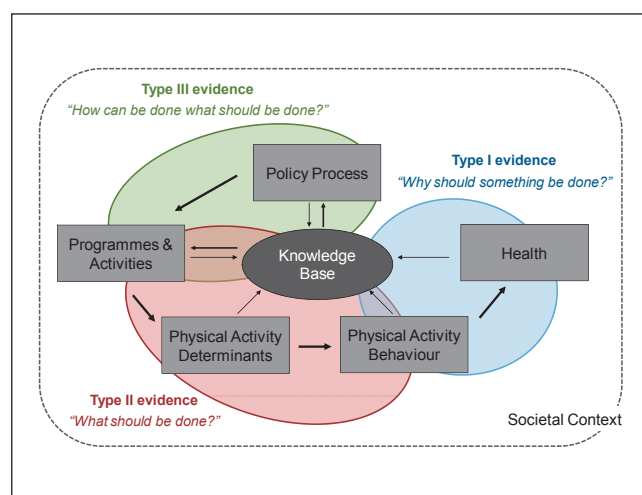 Type III evidence
“How can be done what should be done?”
Type I evidence
“Why should something be done?”
Policy Process
Programmes &
Activities
Knowledge
Base
Health
Physical Activity
Determinants
Physical Activity
Behaviour
Type II evidence
“What should be done?”
Societal Context